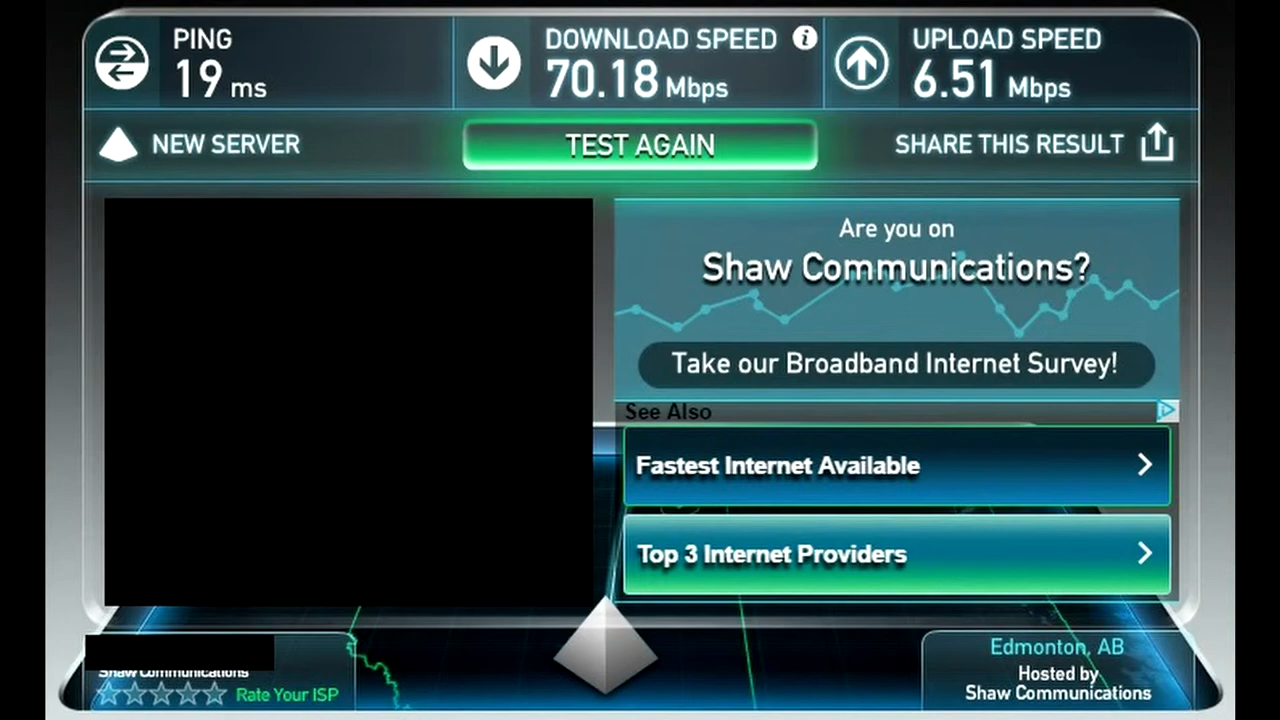 PING
19 ms
DOWNLOAD SPEED
70.18 Mbps
UPLOAD SPEED
6.51 Mbps
NEW SERVER
TEST AGAIN
SHARE THIS RESULT
Are you on
Shaw Communications?
Take our Broadband Internet Survey!
See Also
Fastest Internet Available
Top 3 Internet Providers
Shaw Communications
Rate Your ISP
Edmonton, AB
Hosted by
Shaw Communications